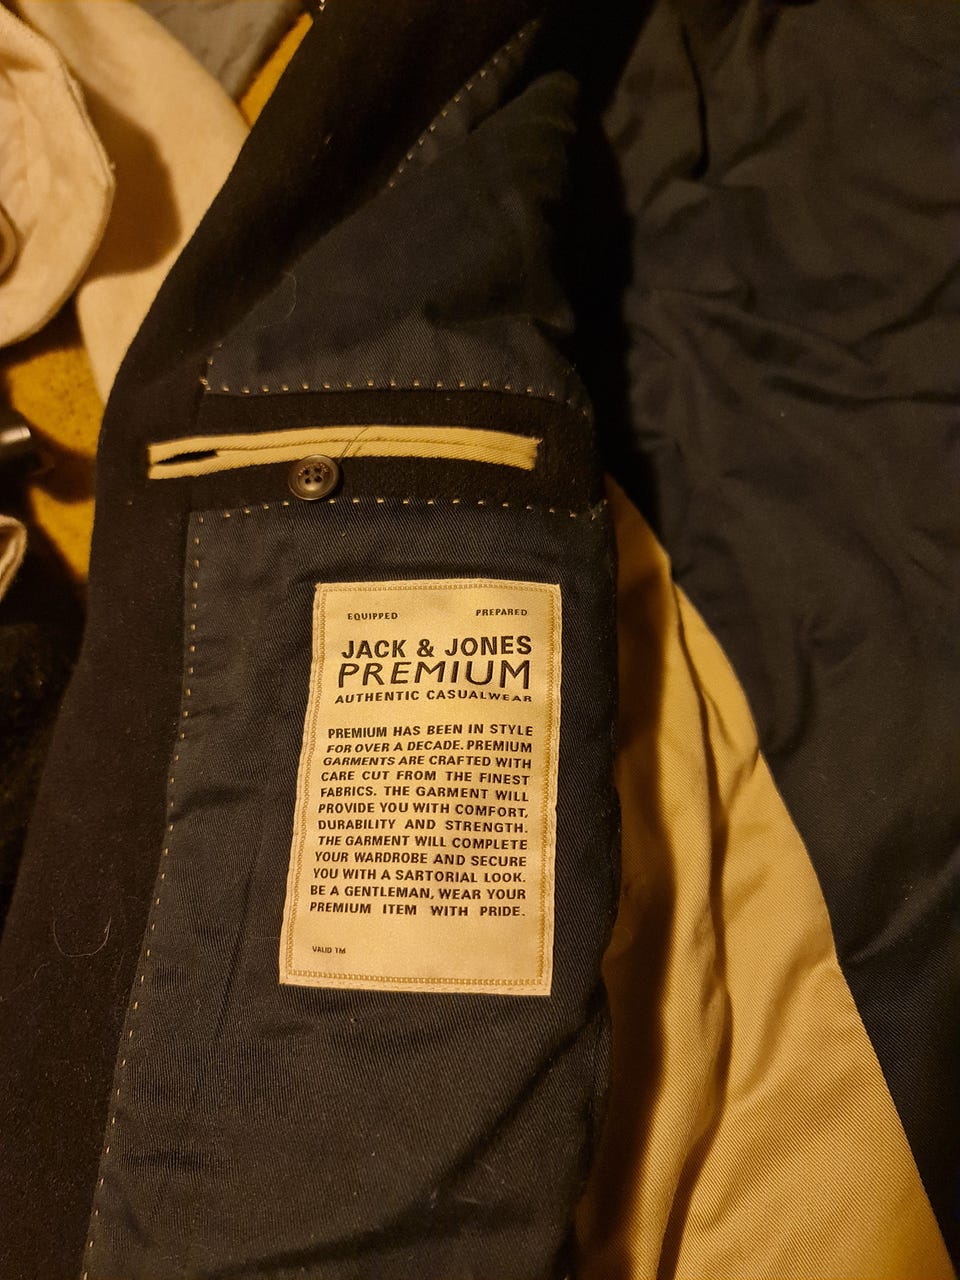 EQUIPPED PREPARED
JACK & JONES
PREMIUM
AUTHENTIC CASUALWEAR
PREMIUM HAS BEEN IN STYLE
FOR OVER A DECADE. PREMIUM
GARMENTS ARE CRAFTED WITH
CARE CUT FROM THE FINEST
FABRICS. THE GARMENT WILL
PROVIDE YOU WITH COMFORT,
DURABILITY AND STRENGTH.
THE GARMENT WILL COMPLETE
YOUR WARDROBE AND SECURE
YOU WITH A SARTORIAL LOOK.
BE A GENTLEMAN, WEAR YOUR
PREMIUM ITEM WITH PRIDE.
VALID TM